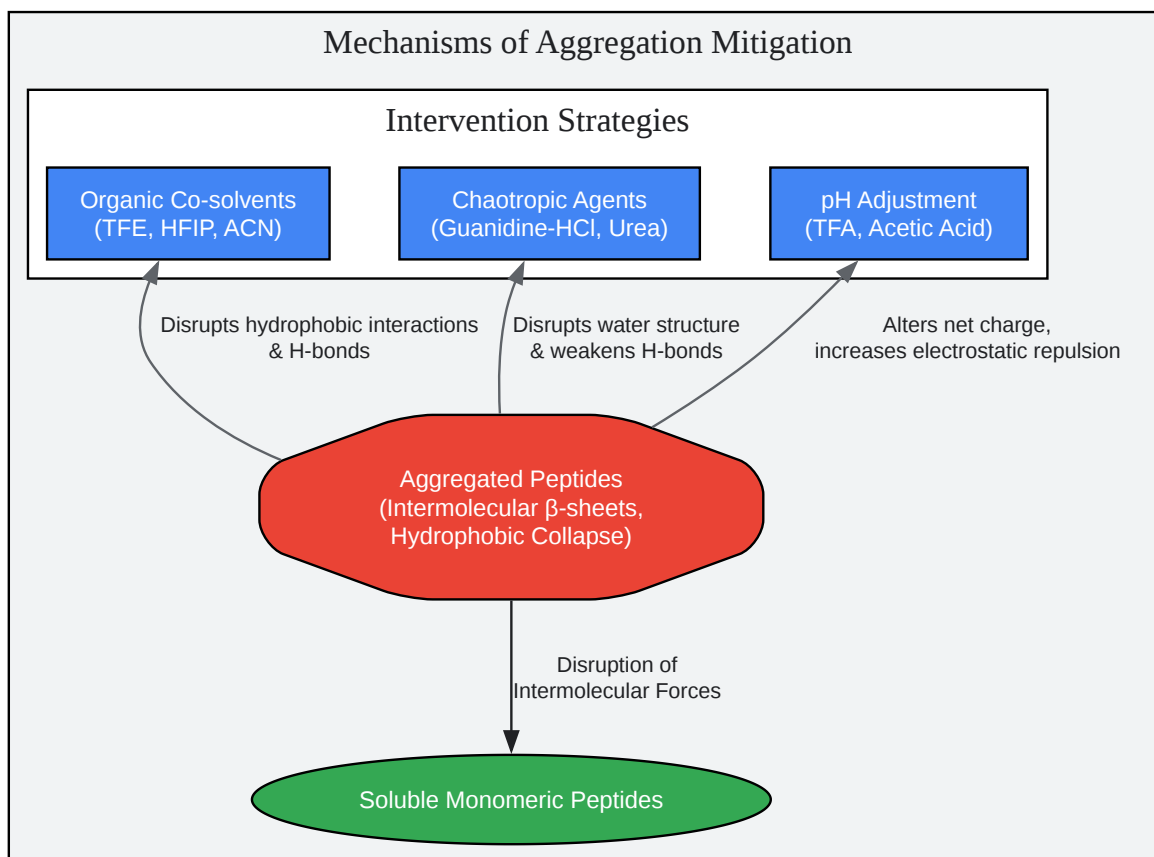 Mechanisms of Aggregation Mitigation
Intervention Strategies
Organic Co-solvents
(TFE, HFIP, ACN)
Chaotropic Agents
(Guanidine-HCl, Urea)
pH Adjustment
(TFA, Acetic Acid)
Disrupts hydrophobic interactions
& H-bonds
Disrupts water structure
& weakens H-bonds
Alters net charge,
increases electrostatic repulsion
Aggregated Peptides
(Intermolecular β-sheets,
Hydrophobic Collapse)
Disruption of
Intermolecular Forces
Soluble Monomeric Peptides